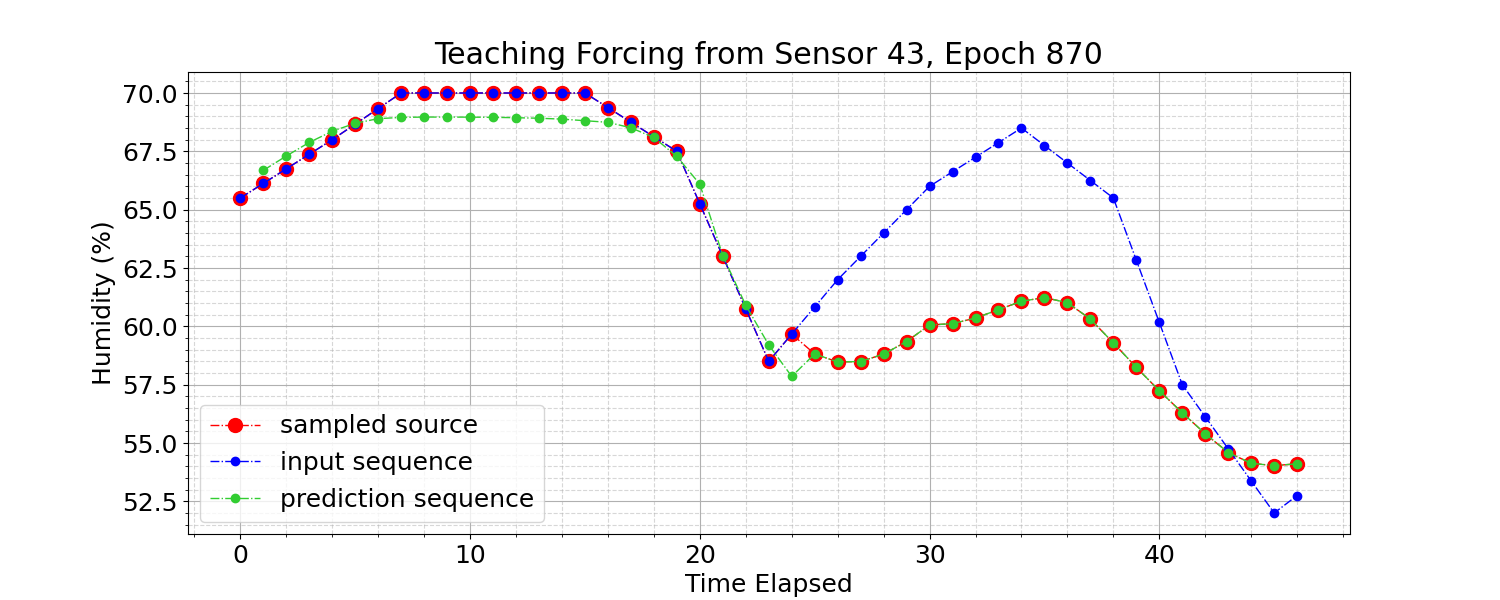 Teaching Forcing from Sensor 43, Epoch 870
Humidity (%)
70.0
67.5
65.0
62.5
60.0
57.5
55.0
52.5
sampled source
input sequence
prediction sequence
0 10 20 30 40
Time Elapsed